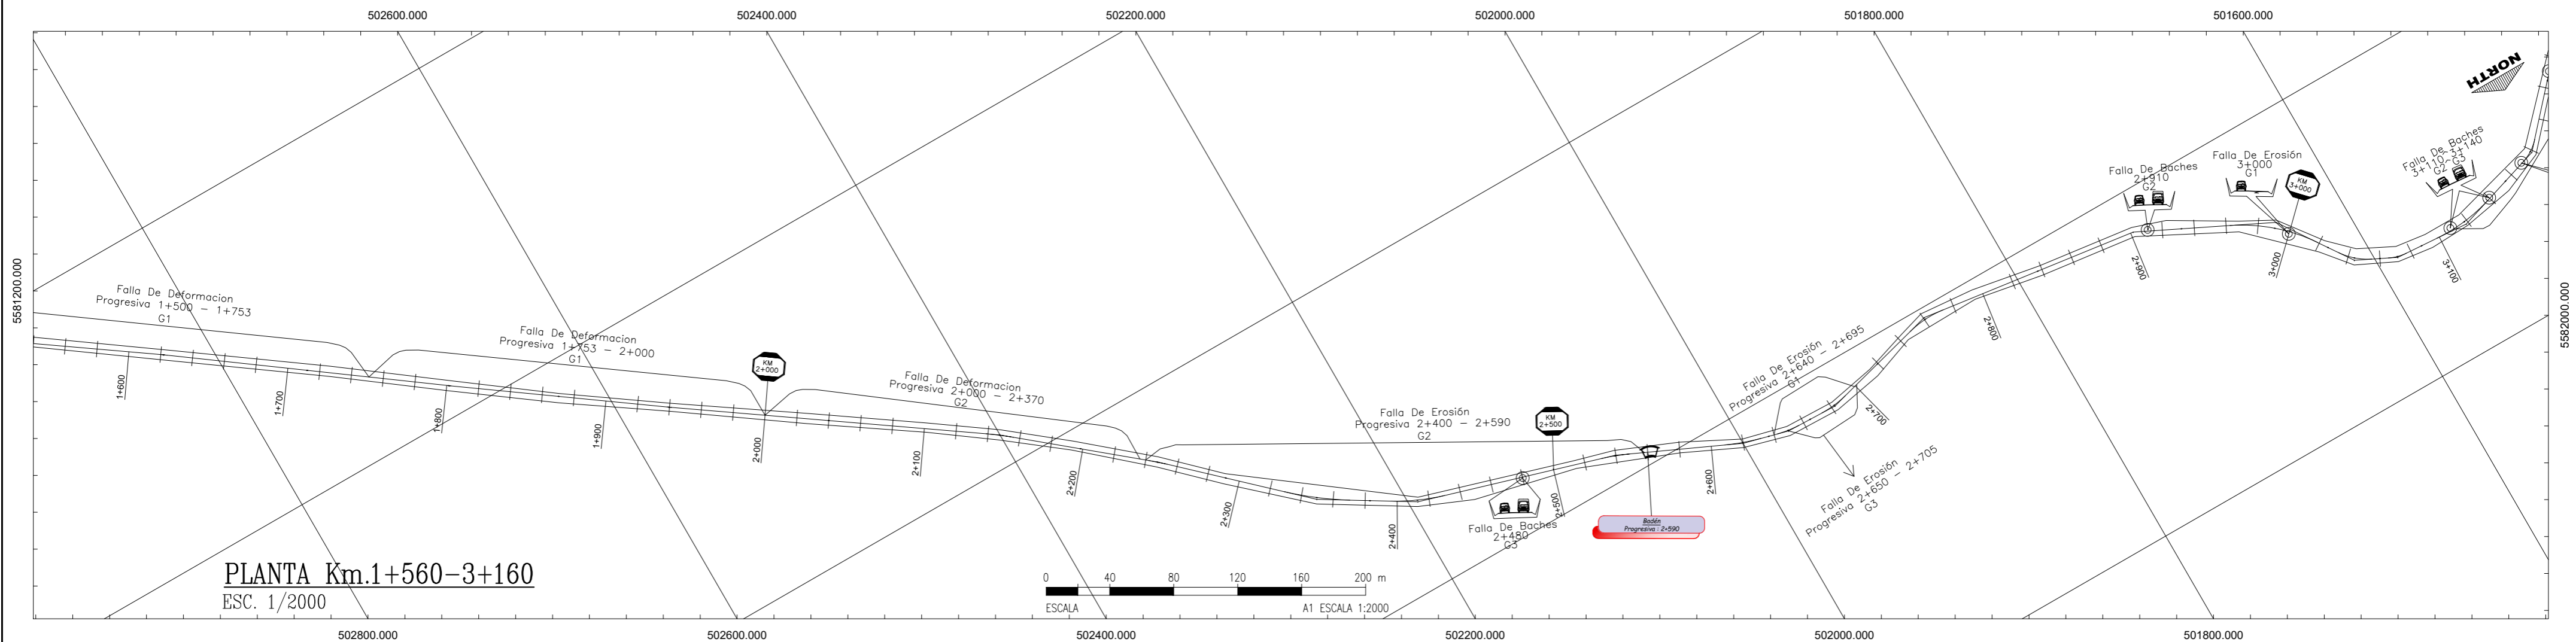 502600.000
502400.000
502200.000
502000.000
501800.000
501600.000
NORTH
5581200.000
5582000.000
Falla De Deformacion
Progresiva 1+500 - 1+753
G1
Falla De Deformacion
Progresiva 1+753 - 2+000
G1
KM
2+000
Falla De Deformacion
Progresiva 2+000 - 2+370
G2
Falla De Erosión
Progresiva 2+400 - 2+590
G2
KM
2+500
Falla De Baches
2+480
G3
Badén
Progresiva : 2+590
Falla De Erosión
Progresiva 2+640 - 2+695
G1
Falla De Erosión
Progresiva 2+650 - 2+705
G3
Falla De Baches
2+910
G2
Falla De Erosión
3+000
G1
KM
3+000
Falla De Baches
3+110^3+140
G2^G3
1+600
1+700
1+800
1+900
2+000
2+100
2+200
2+300
2+400
2+500
2+600
2+700
2+800
2+900
3+000
3+100
PLANTA Km.1+560-3+160
ESC. 1/2000
0 40 80 120 160 200 m
ESCALA A1 ESCALA 1:2000
502800.000
502600.000
502400.000
502200.000
502000.000
501800.000